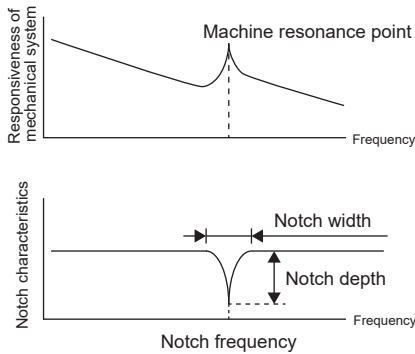 Responsiveness of
mechanical system
Machine resonance point
Frequency
Notch characteristics
Notch width
Notch depth
Frequency
Notch frequency